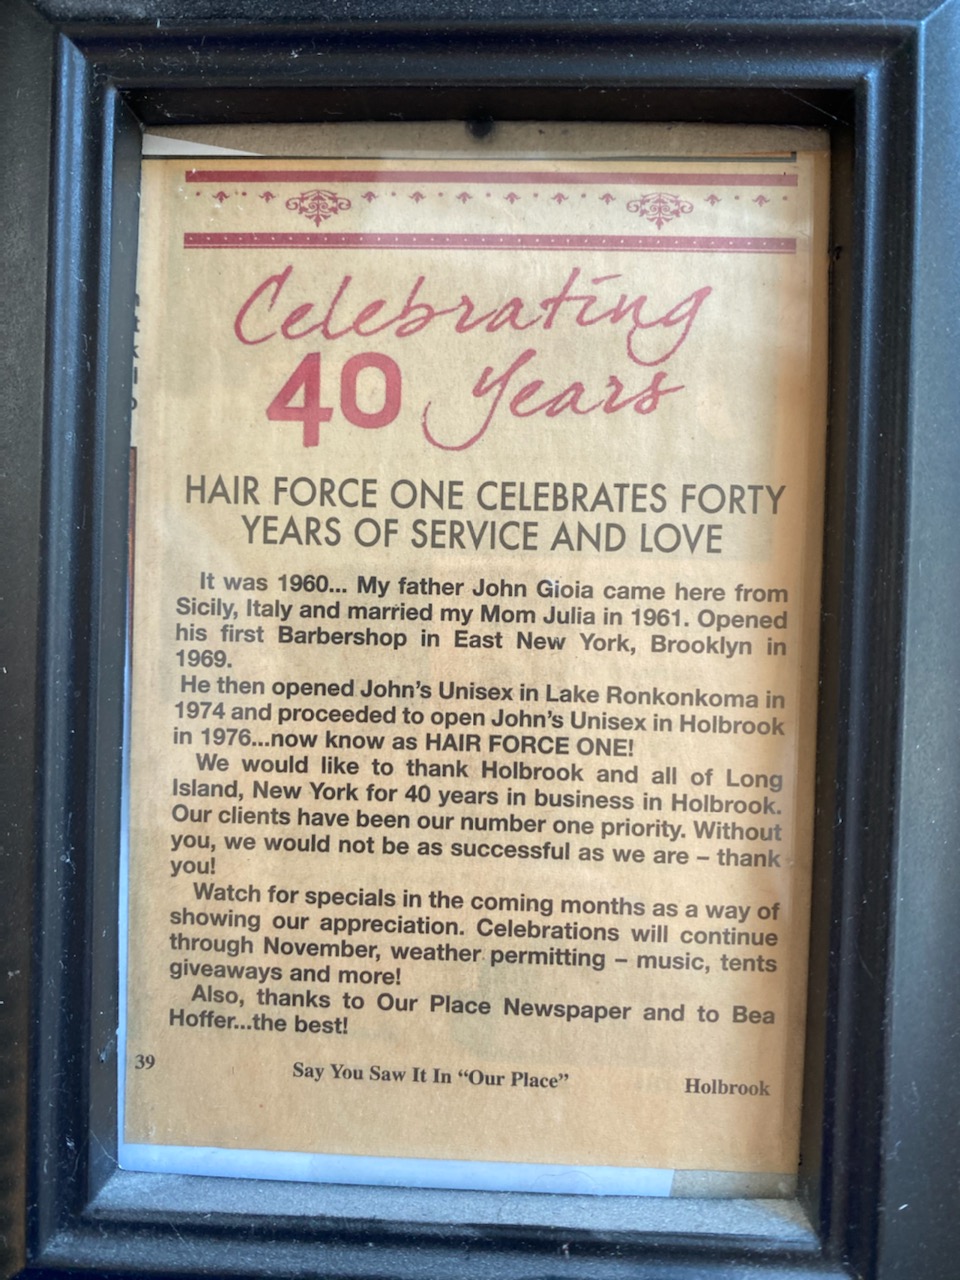 Celebrating
40 Years
HAIR FORCE ONE CELEBRATES FORTY
YEARS OF SERVICE AND LOVE
It was 1960... My father John Gioia came here from
Sicily, Italy and married my Mom Julia in 1961. Opened
his first Barbershop in East New York, Brooklyn in
1969.
He then opened John's Unisex in Lake Ronkonkoma in
1974 and proceeded to open John's Unisex in Holbrook
in 1976...now know as HAIR FORCE ONE!
We would like to thank Holbrook and all of Long
Island, New York for 40 years in business in Holbrook.
Our clients have been our number one priority. Without
you, we would not be as successful as we are – thank
you!
Watch for specials in the coming months as a way of
showing our appreciation. Celebrations will continue
through November, weather permitting – music, tents
giveaways and more!
Also, thanks to Our Place Newspaper and to Bea
Hoffer...the best!
39
Say You Saw It In “Our Place”
Holbrook